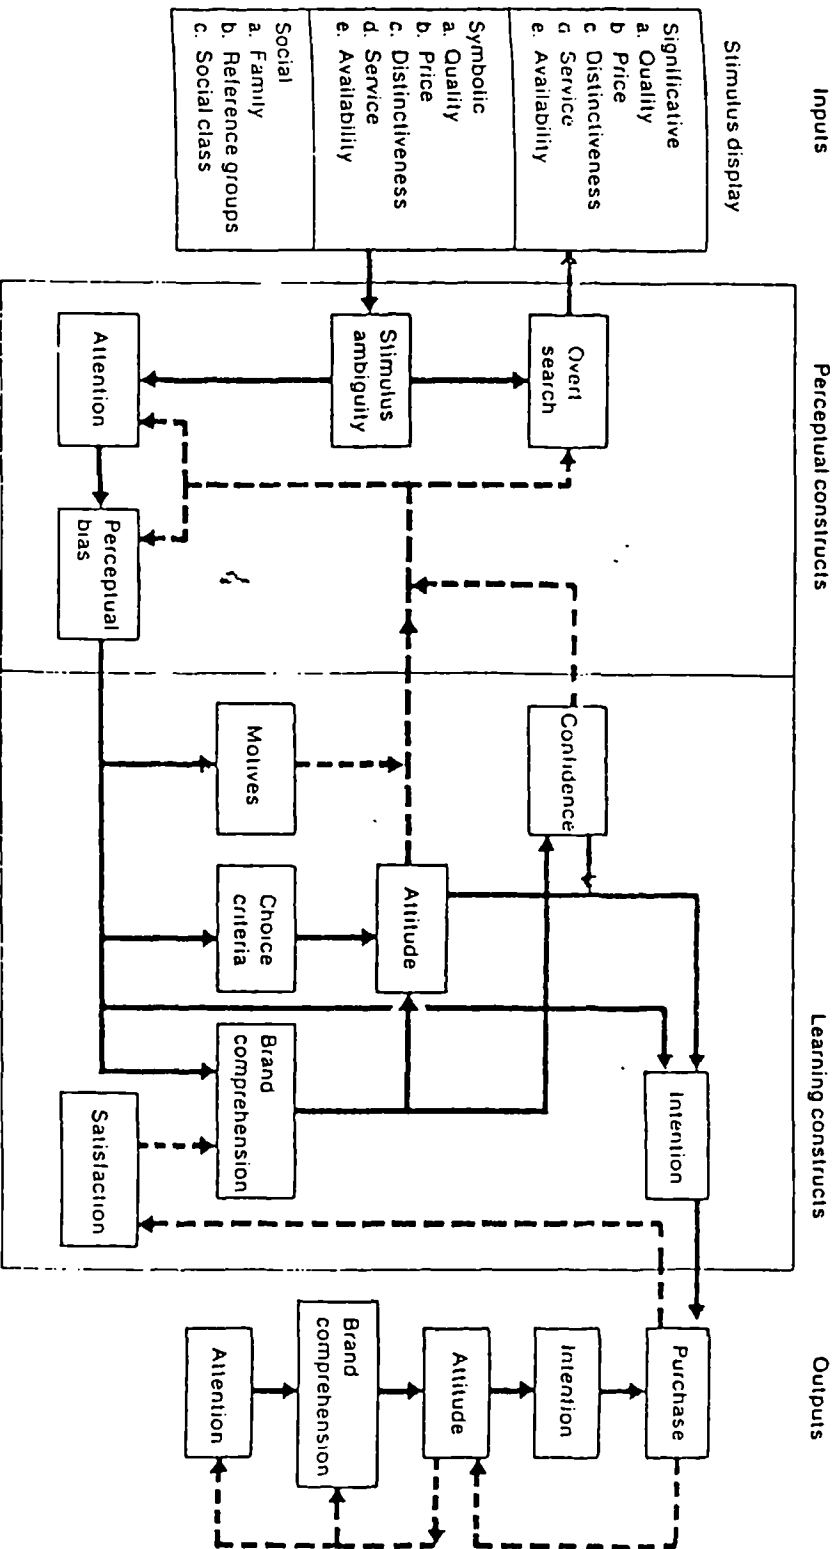 Inputs
Perceptual constructs
Learning constructs
Outputs
Stimulus display
Significative
a. Quality
b Price
c Distinctiveness
d Service
e. Availability
Symbolic
a. Quality
b. Price
c. Distinctiveness
d. Service
e. Availability
Social
a. Family
b. Reference groups
c. Social class
Overt
search
Stimulus
ambiguity
Attention
Perceptual
bias
Confidence
Motives
Attitude
Choice
criteria
Brand
comprehension
Intention
Satisfaction
Purchase
Intention
Attitude
Brand
comprehension
Attention